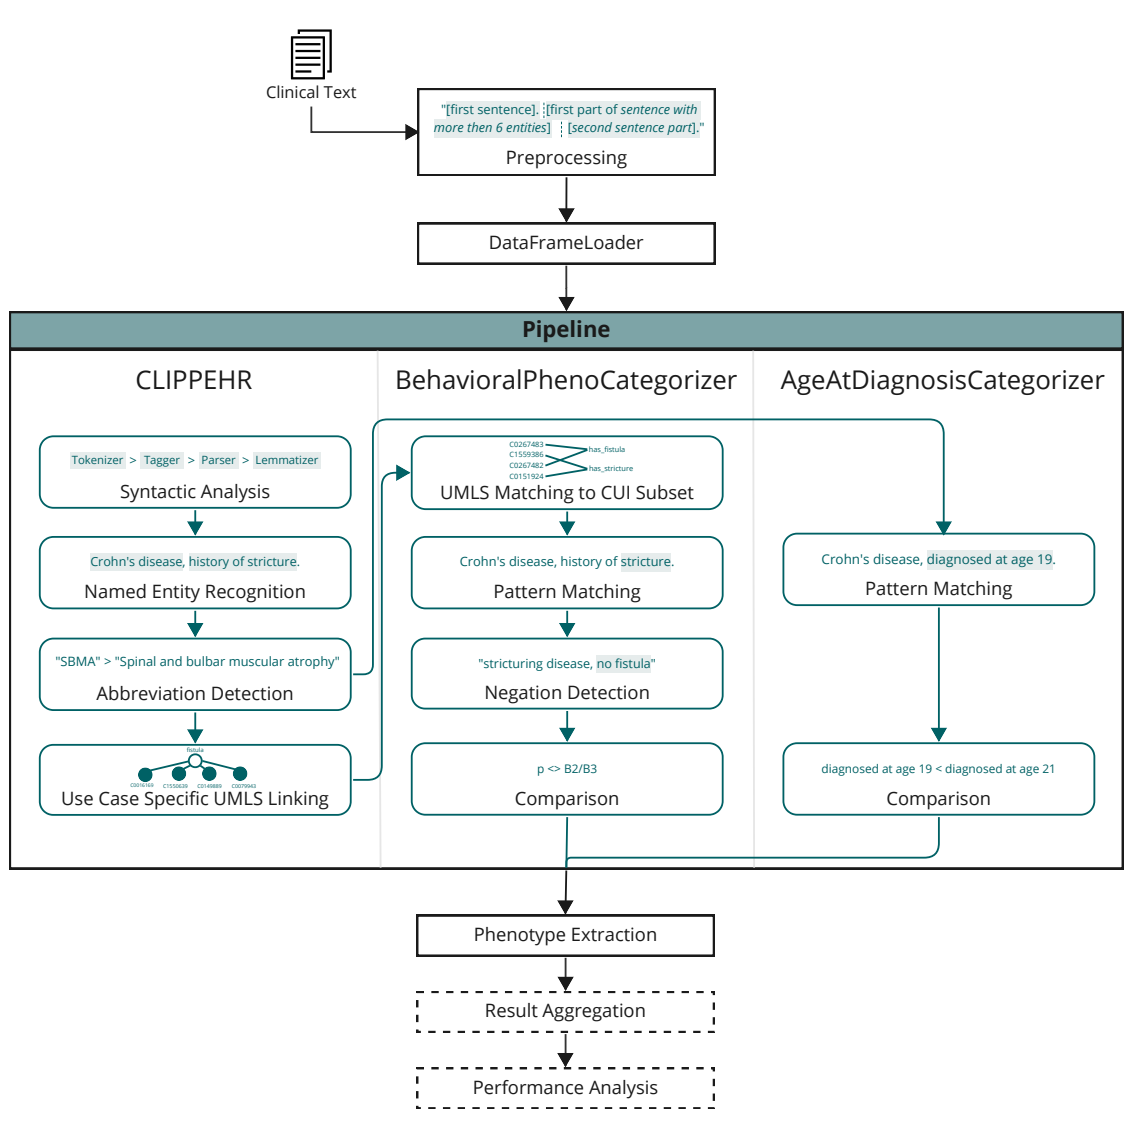 Clinical Text
"[first sentence]. [first part of sentence with
more then 6 entities] [second sentence part]."
Preprocessing
DataFrameLoader
Pipeline
CLIPPEHR
Tokenizer > Tagger > Parser > Lemmatizer
Syntactic Analysis
Crohn's disease, history of stricture.
Named Entity Recognition
"SBMA" > "Spinal and bulbar muscular atrophy"
Abbreviation Detection
fistula
C0016169 C1550639 C0149889 C0079943
Use Case Specific UMLS Linking
BehavioralPhenoCategorizer
C0267483
C1559386
C0267482
C0151924
has_fistula
has_stricture
UMLS Matching to CUI Subset
Crohn's disease, history of stricture.
Pattern Matching
"stricturing disease, no fistula"
Negation Detection
p <> B2/B3
Comparison
AgeAtDiagnosisCategorizer
Crohn's disease, diagnosed at age 19.
Pattern Matching
diagnosed at age 19 < diagnosed at age 21
Comparison
Phenotype Extraction
Result Aggregation
Performance Analysis